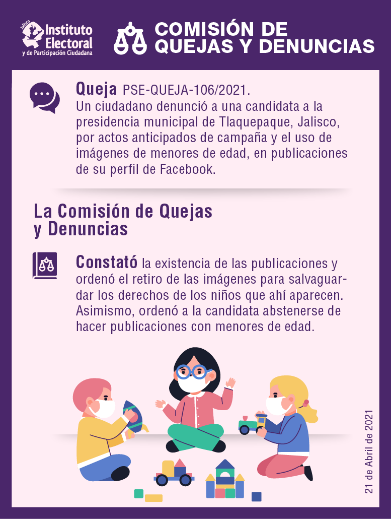 Instituto
Electoral
y de Participación Ciudadana
COMISIÓN DE
QUEJAS Y DENUNCIAS
Queja PSE-QUEJA-106/2021.
Un ciudadano denunció a una candidata a la
presidencia municipal de Tlaquepaque, Jalisco,
por actos anticipados de campaña y el uso de
imágenes de menores de edad, en publicaciones
de su perfil de Facebook.
La Comisión de Quejas
y Denuncias
Constató la existencia de las publicaciones y
ordenó el retiro de las imágenes para salvaguar-
dar los derechos de los niños que ahí aparecen.
Asimismo, ordenó a la candidata abstenerse de
hacer publicaciones con menores de edad.
21 de Abril de 2021